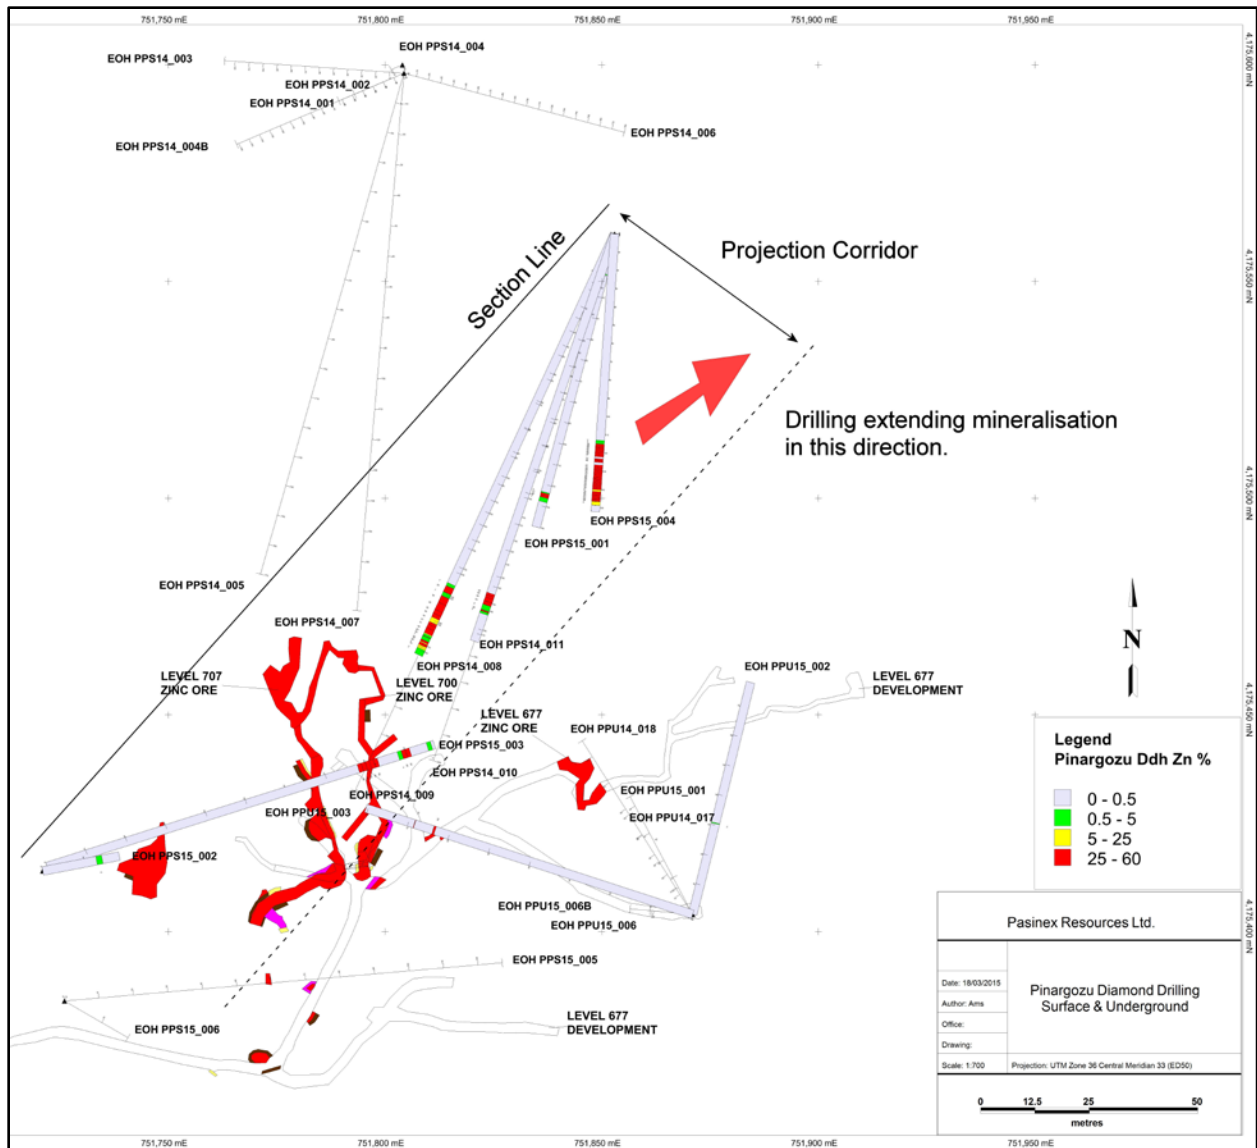 751,750 mE
751,800 mE
751,850 mE
751,900 mE
751,950 mE
4,175,600 mN
EOH PPS14_004
EOH PPS14_003
EOH PPS14_002
EOH PPS14_001
EOH PPS14_006
EOH PPS14_004B
Section Line
Projection Corridor
4,175,550 mN
Drilling extending mineralisation
in this direction.
4,175,500 mN
EOH PPS15_004
EOH PPS15_001
EOH PPS14_005
EOH PPS14_007
EOH PPS14_011
EOH PPS14_008
LEVEL 707
ZINC ORE
LEVEL 700
ZINC ORE
EOH PPU15_002
LEVEL 677
DEVELOPMENT
N
4,175,450 mN
LEVEL 677
ZINC ORE
EOH PPU14_018
EOH PPS15_003
EOH PPS14_010
EOH PPS14_009
EOH PPU15_003
EOH PPU15_001
EOH PPU14_017
EOH PPS15_002
Legend
Pinargozu Ddh Zn %
0 - 0.5
0.5 - 5
5 - 25
25 - 60
EOH PPU15_006B
EOH PPU15_006
4,175,400 mN
EOH PPS15_005
EOH PPS15_006
LEVEL 677
DEVELOPMENT
Pasinex Resources Ltd.
Date: 18/03/2015
Author: Ams
Office:
Drawing:
Scale: 1:700
Pinargozu Diamond Drilling
Surface & Underground
Projection: UTM Zone 36 Central Meridian 33 (ED50)
0 12.5 25 50
metres
751,750 mE
751,800 mE
751,850 mE
751,900 mE
751,950 mE